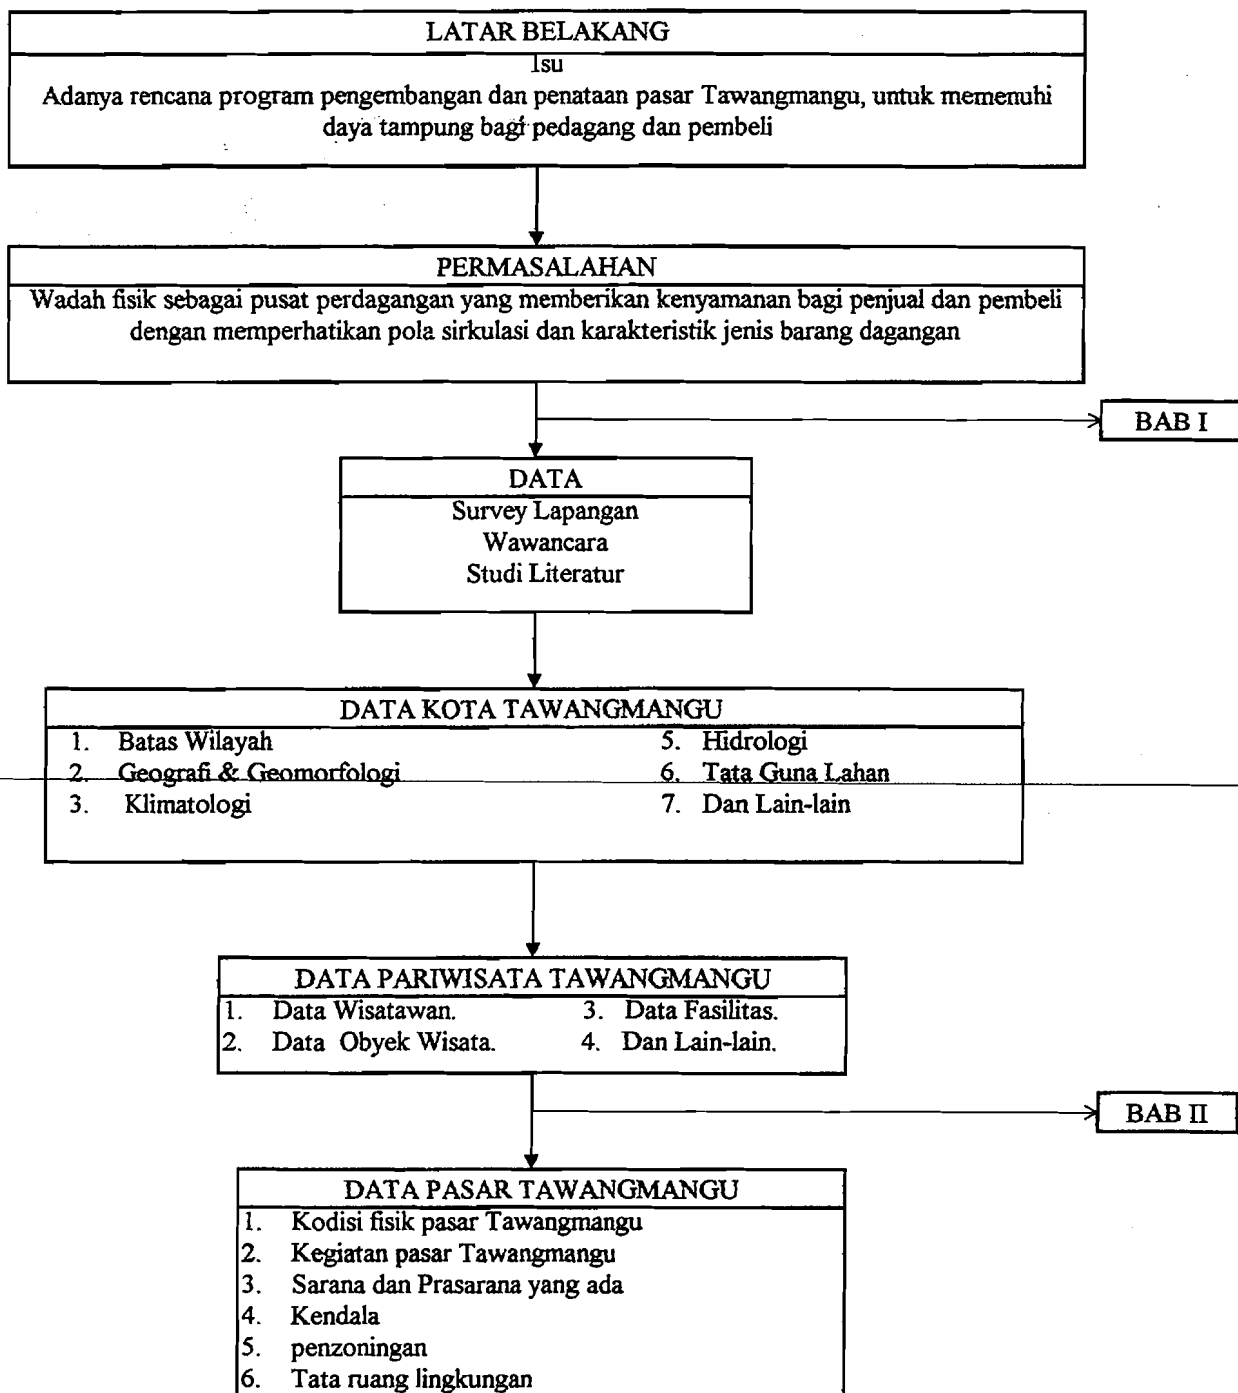 LATAR BELAKANG
Isu
Adanya rencana program pengembangan dan penataan pasar Tawangmangu, untuk memenuhi
daya tampung bagi pedagang dan pembeli
PERMASALAHAN
Wadah fisik sebagai pusat perdagangan yang memberikan kenyamanan bagi penjual dan pembeli
dengan memperhatikan pola sirkulasi dan karakteristik jenis barang dagangan
BAB I
DATA
Survey Lapangan
Wawancara
Studi Literatur
DATA KOTA TAWANGMANGU
1. Batas Wilayah
2. Geografi & Geomorfologi
3. Klimatologi
5. Hidrologi
6. Tata Guna Lahan
7. Dan Lain-lain
DATA PARIWISATA TAWANGMANGU
1. Data Wisatawan.
2. Data Obyek Wisata.
3. Data Fasilitas.
4. Dan Lain-lain.
BAB II
DATA PASAR TAWANGMANGU
1. Kodisi fisik pasar Tawangmangu
2. Kegiatan pasar Tawangmangu
3. Sarana dan Prasarana yang ada
4. Kendala
5. penzoningan
6. Tata ruang lingkungan